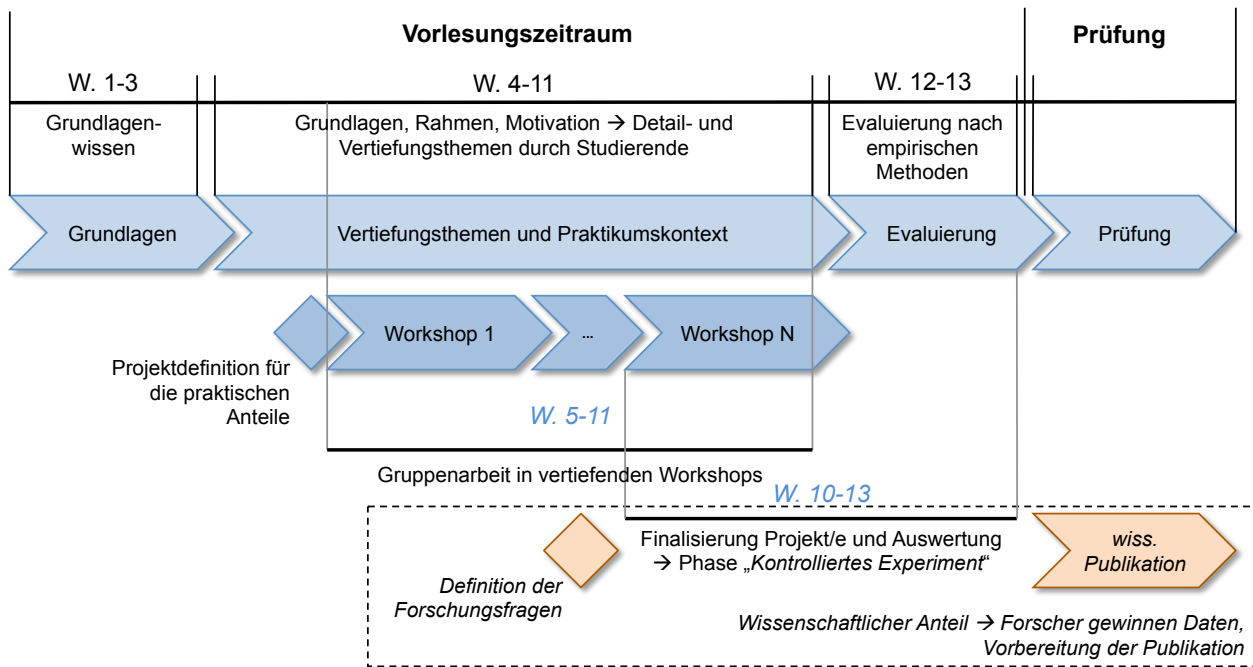 Vorlesungszeitraum
Prüfung
W. 1-3
W. 4-11
W. 12-13
Grundlagen-
wissen
Grundlagen, Rahmen, Motivation → Detail- und
Vertiefungsthemen durch Studierende
Evaluierung nach
empirischen
Methoden
Grundlagen
Vertiefungsthemen und Praktikumskontext
Evaluierung
Prüfung
Workshop 1
...
Workshop N
Projektdefinition für
die praktischen
Anteile
W. 5-11
Gruppenarbeit in vertiefenden Workshops
W. 10-13
Finalisierung Projekt/e und Auswertung
→ Phase „Kontrolliertes Experiment“
wiss.
Publikation
Definition der
Forschungsfragen
Wissenschaftlicher Anteil → Forscher gewinnen Daten,
Vorbereitung der Publikation